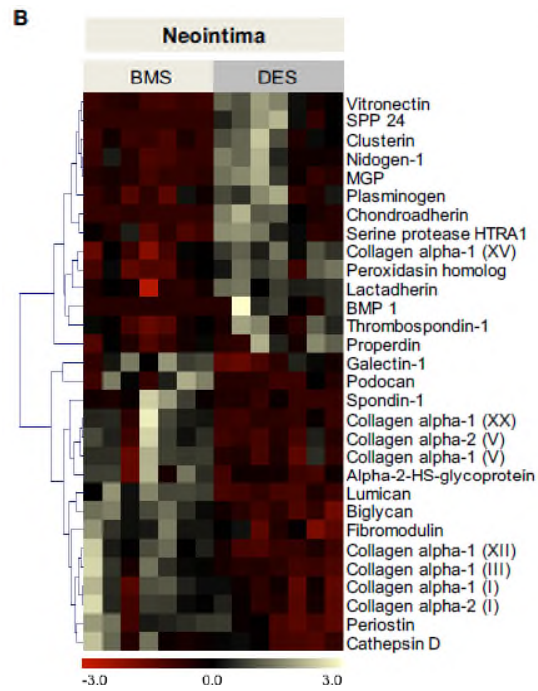 B
Neointima
BMS DES
Vitronectin
SPP 24
Clusterin
Nidogen-1
MGP
Plasminogen
Chondroadherin
Serine protease HTRA1
Collagen alpha-1 (XV)
Peroxidasin homolog
Lactadherin
BMP 1
Thrombospondin-1
Properdin
Galectin-1
Podocan
Spondin-1
Collagen alpha-1 (XX)
Collagen alpha-2 (V)
Collagen alpha-1 (V)
Alpha-2-HS-glycoprotein
Lumican
Biglycan
Fibromodulin
Collagen alpha-1 (XII)
Collagen alpha-1 (III)
Collagen alpha-1 (I)
Collagen alpha-2 (I)
Periostin
Cathepsin D
-3.0 0.0 3.0